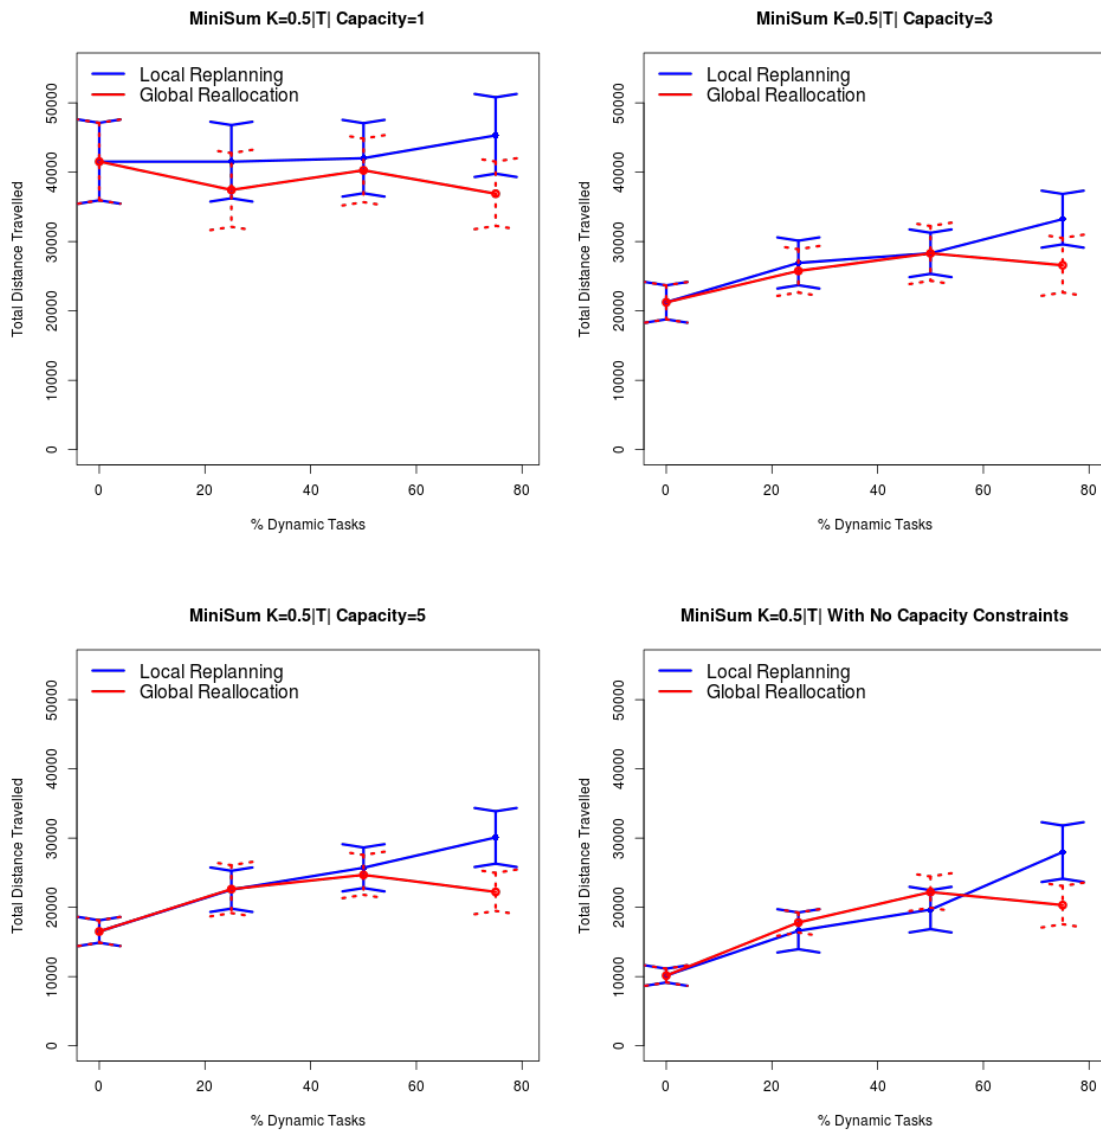 MiniSum K=0.5|T| Capacity=1
Local Replanning
Global Reallocation
Total Distance Travelled
0 10000 20000 30000 40000 50000
0 20 40 60 80
% Dynamic Tasks
MiniSum K=0.5|T| Capacity=3
Local Replanning
Global Reallocation
Total Distance Travelled
0 10000 20000 30000 40000 50000
0 20 40 60 80
% Dynamic Tasks
MiniSum K=0.5|T| Capacity=5
Local Replanning
Global Reallocation
Total Distance Travelled
0 10000 20000 30000 40000 50000
0 20 40 60 80
% Dynamic Tasks
MiniSum K=0.5|T| With No Capacity Constraints
Local Replanning
Global Reallocation
Total Distance Travelled
0 10000 20000 30000 40000 50000
0 20 40 60 80
% Dynamic Tasks